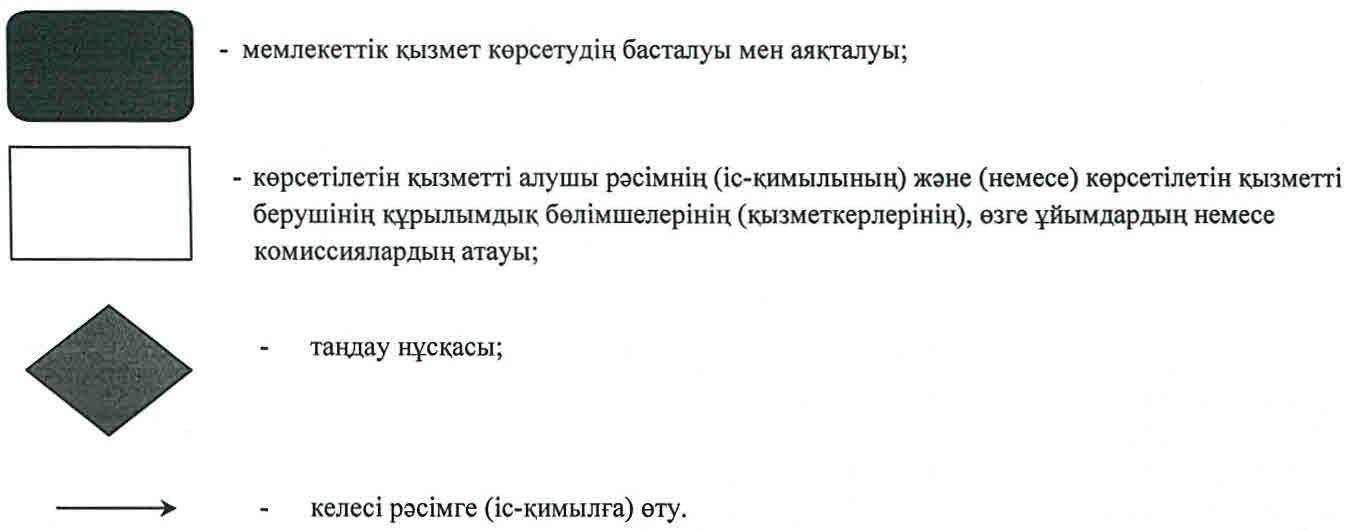 - мемлекеттік қызмет көрсетудің басталуы мен аяқталуы;
- көрсетілетін қызметті алушы рәсімнің (іс-қимылының) және (немесе) көрсетілетін қызметті
берушінің құрылымдық бөлімшелерінің (қызметкерлерінің), өзге ұйымдардың немесе
комиссиялардың атауы;
- таңдау нұсқасы;
- келесі рәсімге (іс-қимылға) өту.